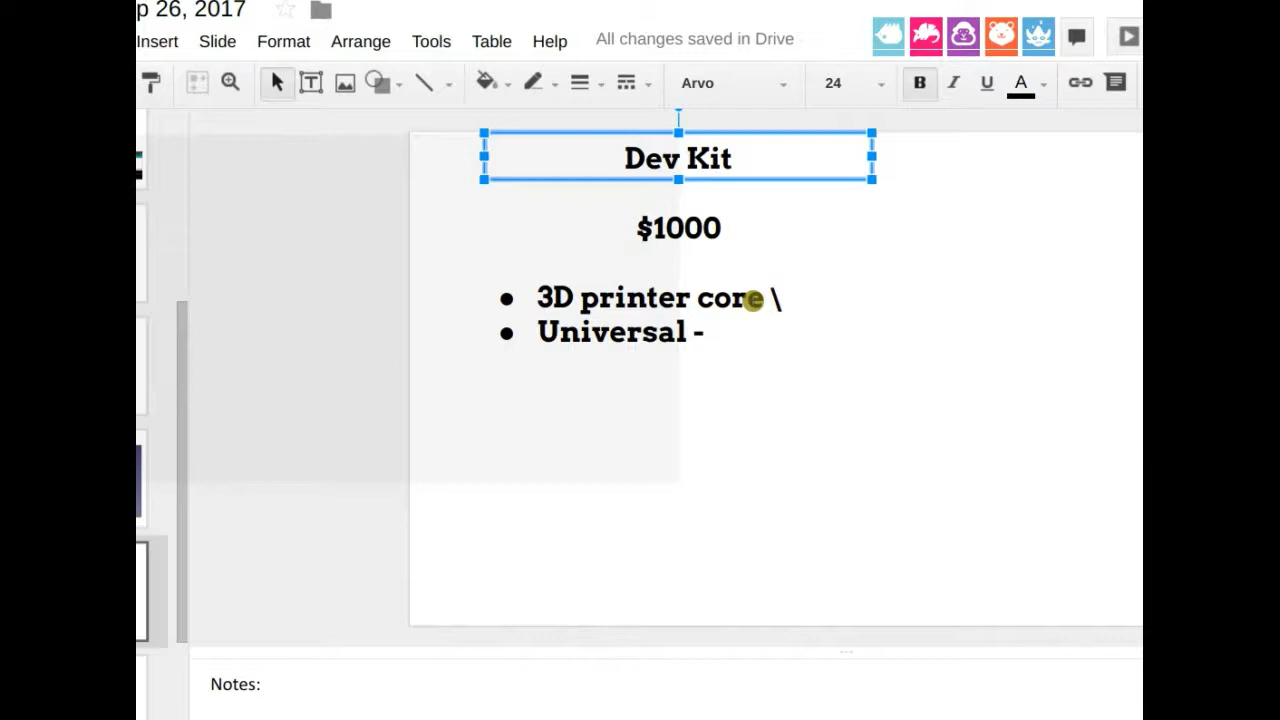 p 26, 2017
Insert Slide Format Arrange Tools Table Help All changes saved in Drive
Arvo 24 B I U A
Dev Kit
$1000
● 3D printer core \
● Universal -
Notes: